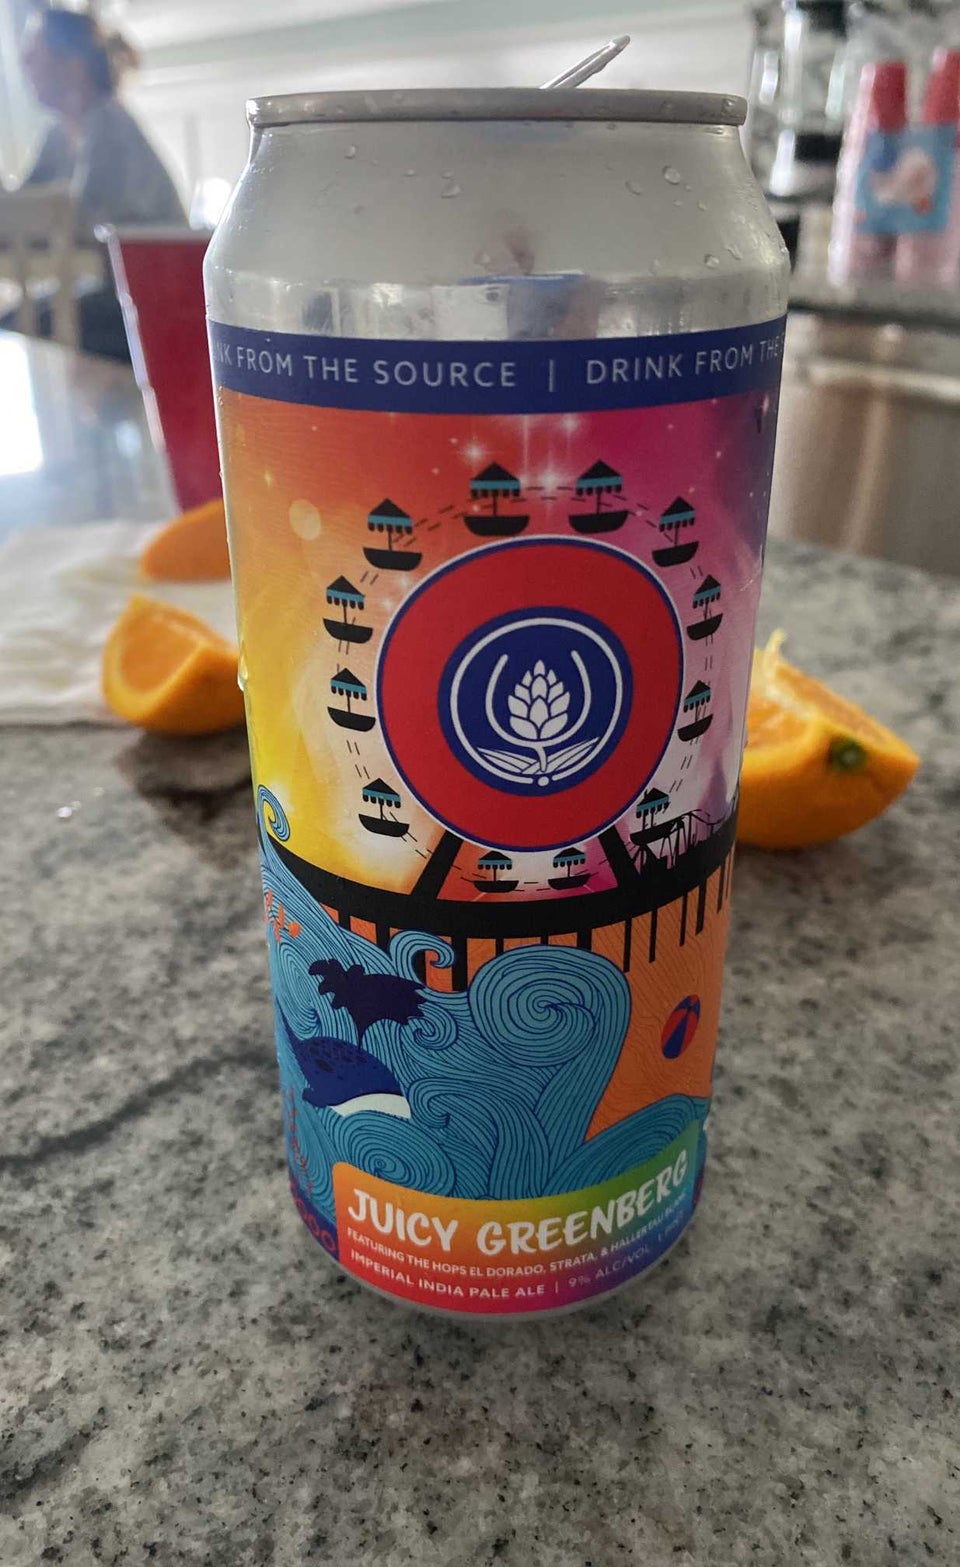 NK FROM THE SOURCE | DRINK FROM THE
JUICY GREENBERG
FEATURING THE HOPS EL DORADO, STRATA, & HALLERTAU
IMPERIAL INDIA PALE ALE | 9% ALC/VOL